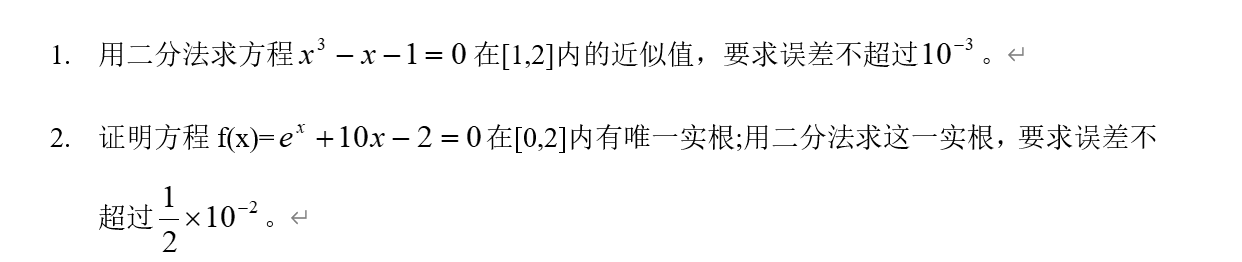 1. 用二分法求方程 x³ − x − 1 = 0 在[1,2]内的近似值，要求误差不超过10⁻³ 。↵
2. 证明方程 f(x)= eˣ + 10x − 2 = 0 在[0,2]内有唯一实根;用二分法求这一实根，要求误差不
超过 1/2 × 10⁻² 。↵